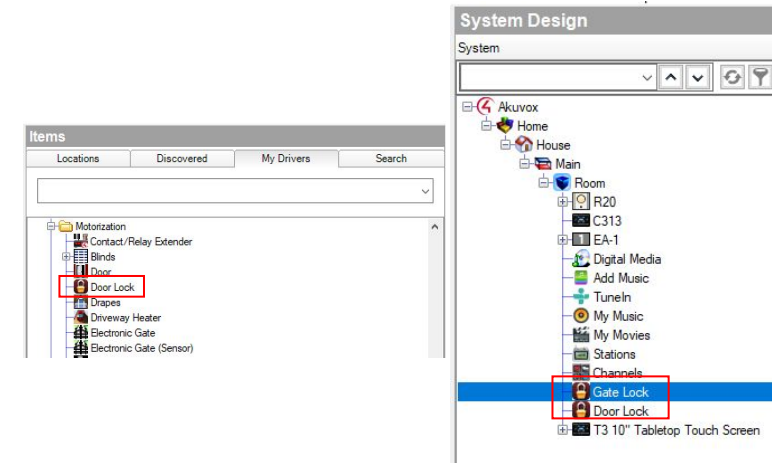 Items
Locations Discovered My Drivers Search
Motorization
Contact/Relay Extender
Blinds
Door
Door Lock
Drapes
Driveway Heater
Electronic Gate
Electronic Gate (Sensor)
System Design
System
Akuvox
Home
House
Main
Room
R20
C313
EA-1
Digital Media
Add Music
TuneIn
My Music
My Movies
Stations
Channels
Gate Lock
Door Lock
T3 10" Tabletop Touch Screen